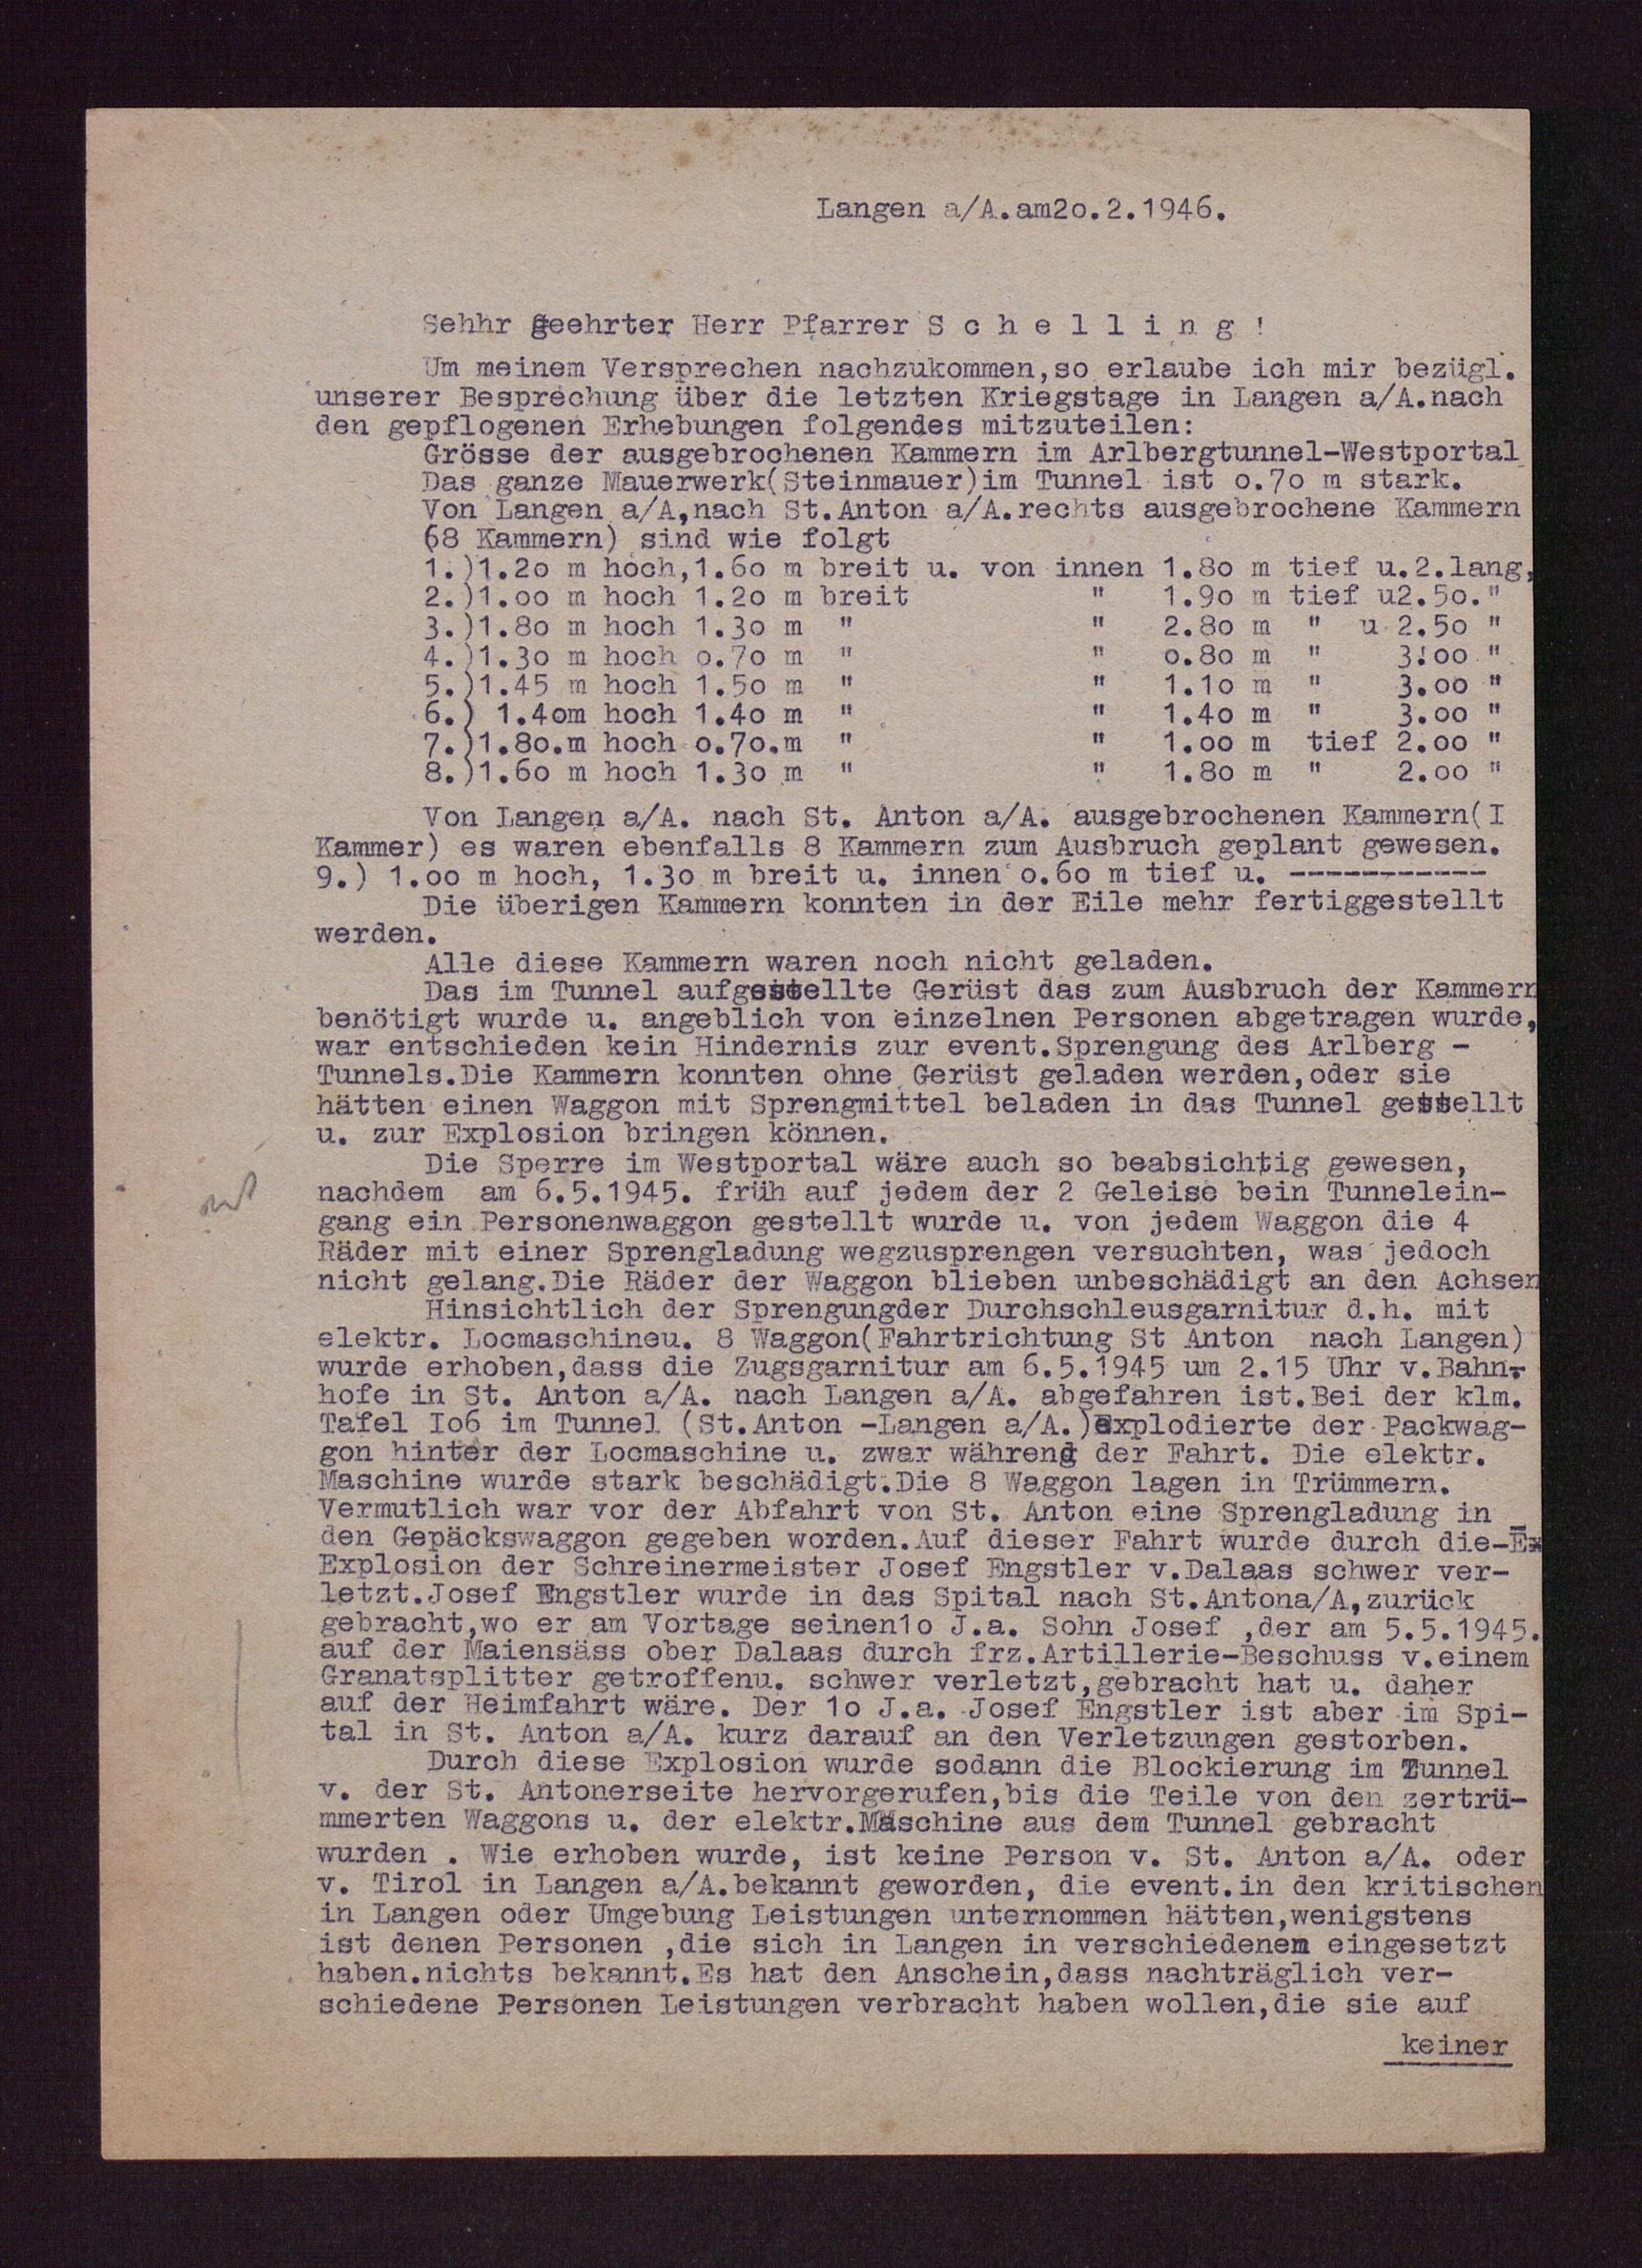 Langen a/A.am2o.2.1946.
Sehhr geehrter Herr Pfarrer S c h e l l i n g !
Um meinem Versprechen nachzukommen,so erlaube ich mir bezügl.
unserer Besprechung über die letzten Kriegstage in Langen a/A.nach
den gepflogenen Erhebungen folgendes mitzuteilen:
Grösse der ausgebrochenen Kammern im Arlbergtunnel-Westportal
Das ganze Mauerwerk(Steinmauer)im Tunnel ist o.7o m stark.
Von Langen a/A,nach St.Anton a/A.rechts ausgebrochene Kammern
(8 Kammern) sind wie folgt
1.)1.2o m hoch,1.6o m breit u. von innen 1.8o m tief u.2.lang,
2.)1.oo m hoch 1.2o m breit " 1.9o m tief u2.5o."
3.)1.8o m hoch 1.3o m " " 2.8o m " u 2.5o "
4.)1.3o m hoch o.7o m " " o.8o m " 3!oo "
5.)1.45 m hoch 1.5o m " " 1.1o m " 3.oo "
6.) 1.4om hoch 1.4o m " " 1.4o m " 3.oo "
7.)1.8o.m hoch o.7o.m " " 1.oo m tief 2.oo "
8.)1.6o m hoch 1.3o m " " 1.8o m " 2.oo "
Von Langen a/A. nach St. Anton a/A. ausgebrochenen Kammern(I
Kammer) es waren ebenfalls 8 Kammern zum Ausbruch geplant gewesen.
9.) 1.oo m hoch, 1.3o m breit u. innen o.6o m tief u. -----------
Die überigen Kammern konnten in der Eile mehr fertiggestellt
werden.
Alle diese Kammern waren noch nicht geladen.
Das im Tunnel aufgestellte Gerüst das zum Ausbruch der Kammern
benötigt wurde u. angeblich von einzelnen Personen abgetragen wurde,
war entschieden kein Hindernis zur event.Sprengung des Arlberg -
Tunnels.Die Kammern konnten ohne Gerüst geladen werden,oder sie
hätten einen Waggon mit Sprengmittel beladen in das Tunnel gestellt
u. zur Explosion bringen können.
Die Sperre im Westportal wäre auch so beabsichtig gewesen,
nachdem am 6.5.1945. früh auf jedem der 2 Geleise bein Tunnelein-
gang ein Personenwaggon gestellt wurde u. von jedem Waggon die 4
Räder mit einer Sprengladung wegzusprengen versuchten, was jedoch
nicht gelang.Die Räder der Waggon blieben unbeschädigt an den Achsen
Hinsichtlich der Sprengungder Durchschleusgarnitur d.h. mit
elektr. Locmaschineu. 8 Waggon(Fahrtrichtung St Anton nach Langen)
wurde erhoben,dass die Zugsgarnitur am 6.5.1945 um 2.15 Uhr v.Bahn-
hofe in St. Anton a/A. nach Langen a/A. abgefahren ist.Bei der klm.
Tafel Io6 im Tunnel (St.Anton -Langen a/A.)explodierte der Packwag-
gon hinter der Locmaschine u. zwar während der Fahrt. Die elektr.
Maschine wurde stark beschädigt.Die 8 Waggon lagen in Trümmern.
Vermutlich war vor der Abfahrt von St. Anton eine Sprengladung in
den Gepäckswaggon gegeben worden.Auf dieser Fahrt wurde durch die-Ex
Explosion der Schreinermeister Josef Engstler v.Dalaas schwer ver-
letzt.Josef Engstler wurde in das Spital nach St.Antona/A,zurück
gebracht,wo er am Vortage seinen1o J.a. Sohn Josef ,der am 5.5.1945.
auf der Maiensäss ober Dalaas durch frz.Artillerie-Beschuss v.einem
Granatsplitter getroffenu. schwer verletzt,gebracht hat u. daher
auf der Heimfahrt wäre. Der 1o J.a. Josef Engstler ist aber im Spi-
tal in St. Anton a/A. kurz darauf an den Verletzungen gestorben.
Durch diese Explosion wurde sodann die Blockierung im Tunnel
v. der St. Antonerseite hervorgerufen,bis die Teile von den zertrü-
mmerten Waggons u. der elektr.Maschine aus dem Tunnel gebracht
wurden . Wie erhoben wurde, ist keine Person v. St. Anton a/A. oder
v. Tirol in Langen a/A.bekannt geworden, die event.in den kritischen
in Langen oder Umgebung Leistungen unternommen hätten,wenigstens
ist denen Personen ,die sich in Langen in verschiedenem eingesetzt
haben.nichts bekannt.Es hat den Anschein,dass nachträglich ver-
schiedene Personen Leistungen verbracht haben wollen,die sie auf
keiner